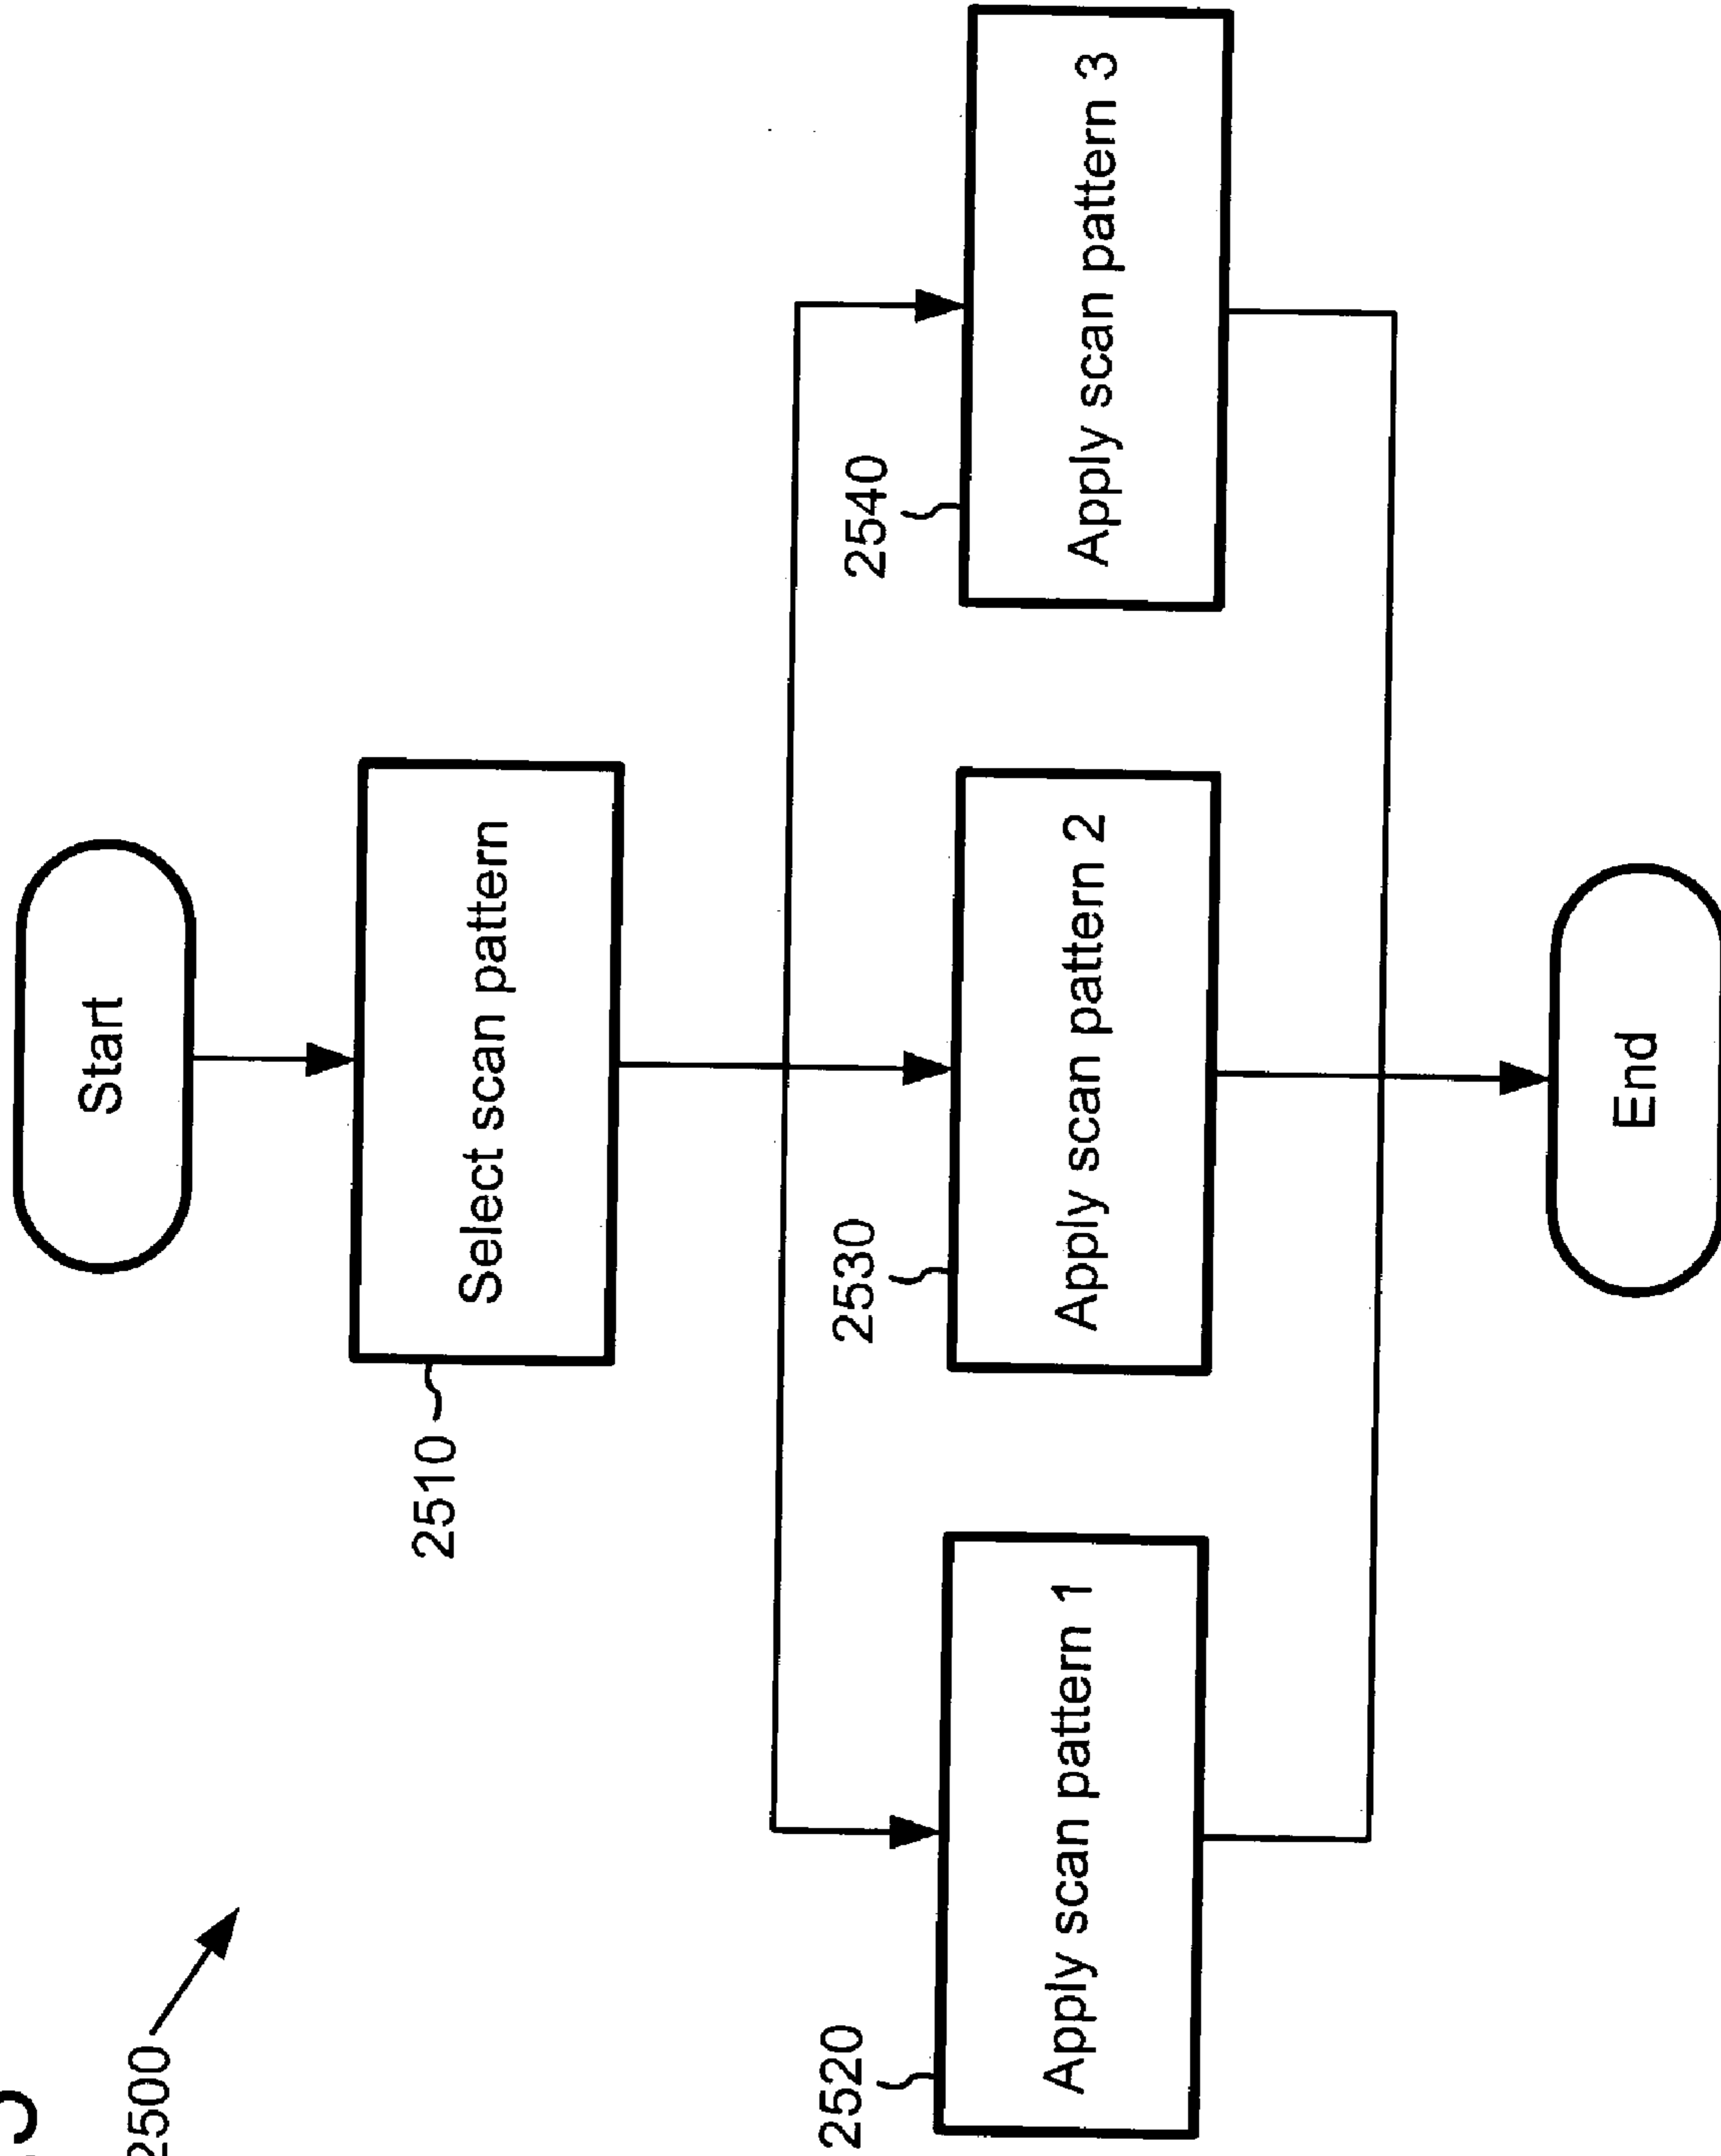 2500
Start
2510
Select scan pattern
2520
Apply scan pattern 1
2530
Apply scan pattern 2
2540
Apply scan pattern 3
End